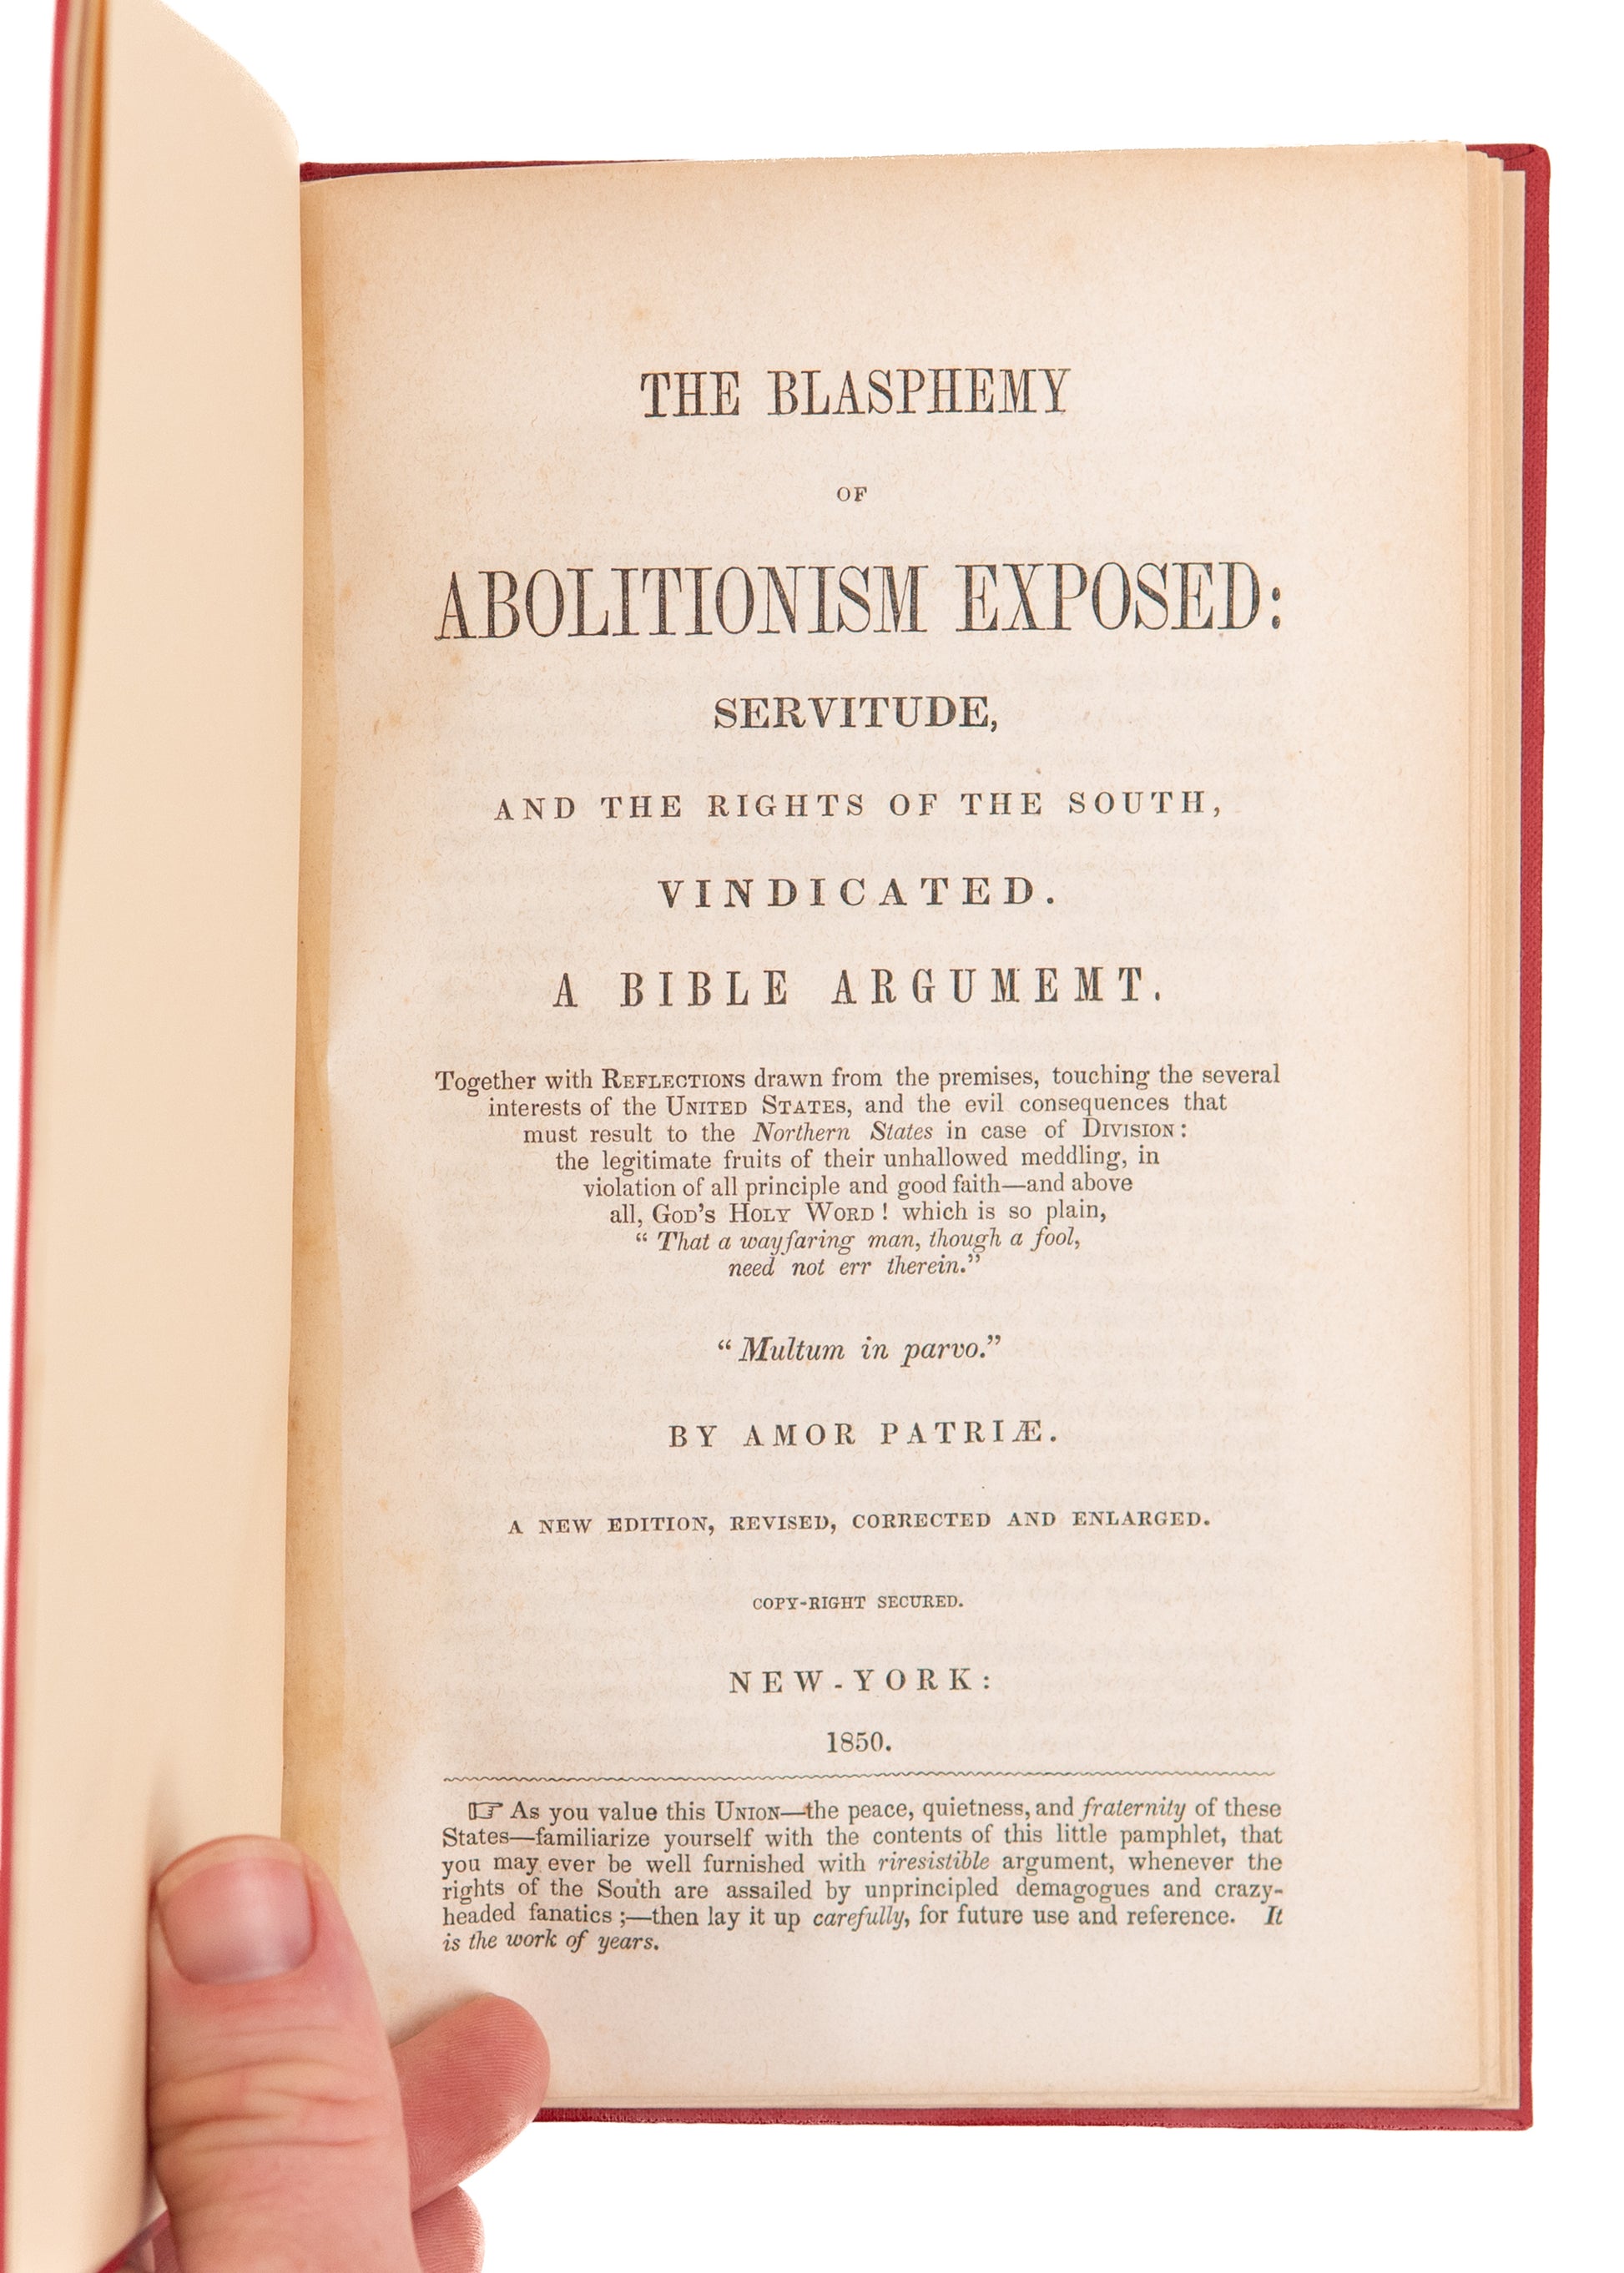 THE BLASPHEMY
OF
ABOLITIONISM EXPOSED:
SERVITUDE,
AND THE RIGHTS OF THE SOUTH,
VINDICATED.
A BIBLE ARGUMEMT.
Together with REFLECTIONS drawn from the premises, touching the several
interests of the UNITED STATES, and the evil consequences that
must result to the Northern States in case of DIVISION:
the legitimate fruits of their unhallowed meddling, in
violation of all principle and good faith—and above
all, GOD'S HOLY WORD! which is so plain,
"That a wayfaring man, though a fool,
need not err therein."
"Multum in parvo."
BY AMOR PATRIÆ.
A NEW EDITION, REVISED, CORRECTED AND ENLARGED.
COPY-RIGHT SECURED.
NEW-YORK:
1850.
☞ As you value this UNION—the peace, quietness, and fraternity of these
States—familiarize yourself with the contents of this little pamphlet, that
you may ever be well furnished with riresistible argument, whenever the
rights of the South are assailed by unprincipled demagogues and crazy-
headed fanatics;—then lay it up carefully, for future use and reference. It
is the work of years.